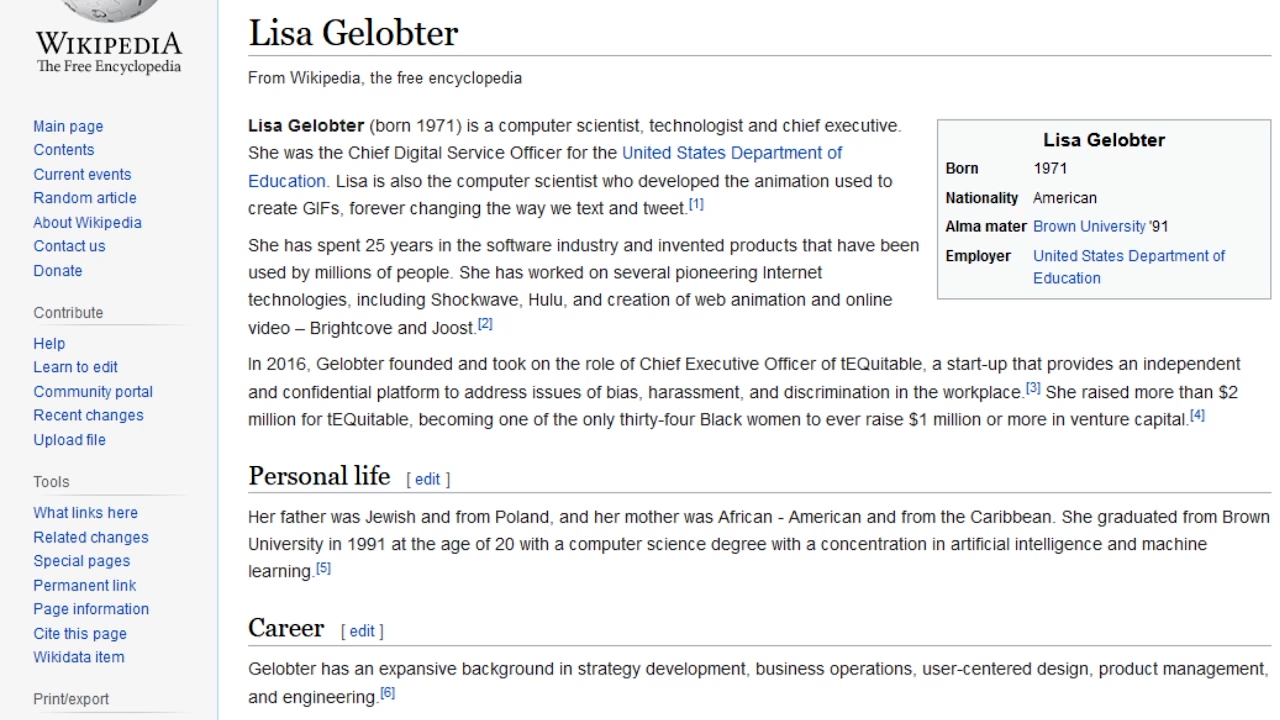 WIKIPEDIA
The Free Encyclopedia
Main page
Contents
Current events
Random article
About Wikipedia
Contact us
Donate
Contribute
Help
Learn to edit
Community portal
Recent changes
Upload file
Tools
What links here
Related changes
Special pages
Permanent link
Page information
Cite this page
Wikidata item
Print/export
Lisa Gelobter
From Wikipedia, the free encyclopedia
Lisa Gelobter (born 1971) is a computer scientist, technologist and chief executive.
She was the Chief Digital Service Officer for the United States Department of
Education. Lisa is also the computer scientist who developed the animation used to
create GIFs, forever changing the way we text and tweet.[1]
She has spent 25 years in the software industry and invented products that have been
used by millions of people. She has worked on several pioneering Internet
technologies, including Shockwave, Hulu, and creation of web animation and online
video – Brightcove and Joost.[2]
Lisa Gelobter
Born 1971
Nationality American
Alma mater Brown University '91
Employer United States Department of
Education
In 2016, Gelobter founded and took on the role of Chief Executive Officer of tEQuitable, a start-up that provides an independent
and confidential platform to address issues of bias, harassment, and discrimination in the workplace.[3] She raised more than $2
million for tEQuitable, becoming one of the only thirty-four Black women to ever raise $1 million or more in venture capital.[4]
Personal life [ edit ]
Her father was Jewish and from Poland, and her mother was African - American and from the Caribbean. She graduated from Brown
University in 1991 at the age of 20 with a computer science degree with a concentration in artificial intelligence and machine
learning.[5]
Career [ edit ]
Gelobter has an expansive background in strategy development, business operations, user-centered design, product management,
and engineering.[6]